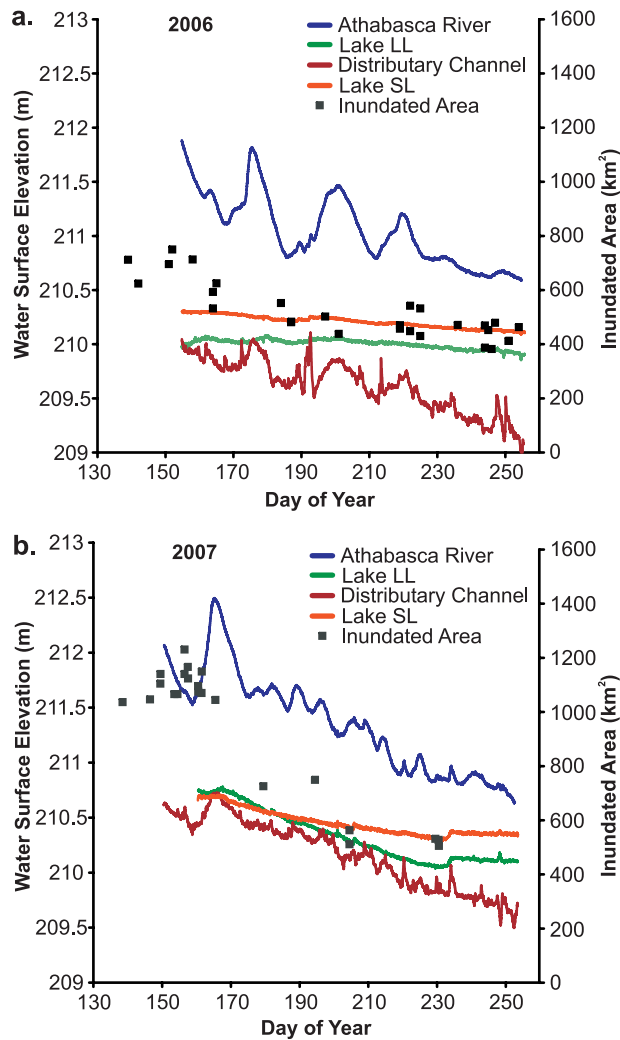 a.
2006
Athabasca River
Lake LL
Distributary Channel
Lake SL
Inundated Area
Water Surface Elevation (m)
213
212.5
212
211.5
211
210.5
210
209.5
209
Inundated Area (km²)
1600
1400
1200
1000
800
600
400
200
0
130 150 170 190 210 230 250
Day of Year
b.
2007
Athabasca River
Lake LL
Distributary Channel
Lake SL
Inundated Area
Water Surface Elevation (m)
213
212.5
212
211.5
211
210.5
210
209.5
209
Inundated Area (km²)
1600
1400
1200
1000
800
600
400
200
0
130 150 170 190 210 230 250
Day of Year